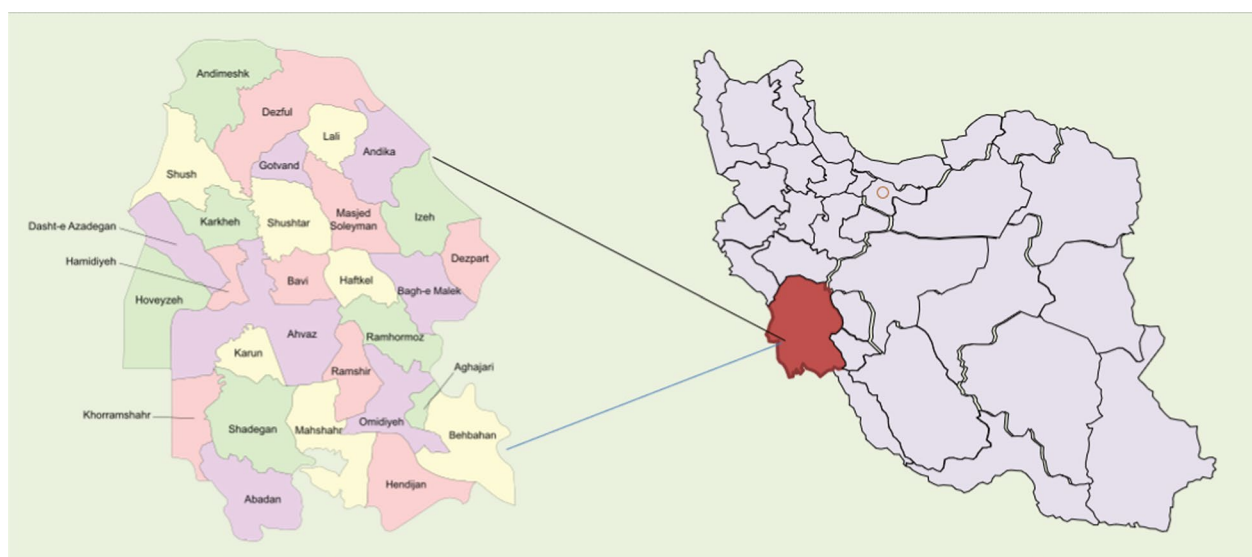 Andimeshk
Dezful
Lali
Andika
Gotvand
Shush
Izeh
Masjed
Soleyman
Karkheh
Shushtar
Dasht-e Azadegan
Dezpart
Hamidiyeh
Bavi
Haftkel
Bagh-e Malek
Hoveyzeh
Ahvaz
Ramhormoz
Karun
Aghajari
Ramshir
Khorramshahr
Omidiyeh
Shadegan
Mahshahr
Behbahan
Hendijan
Abadan